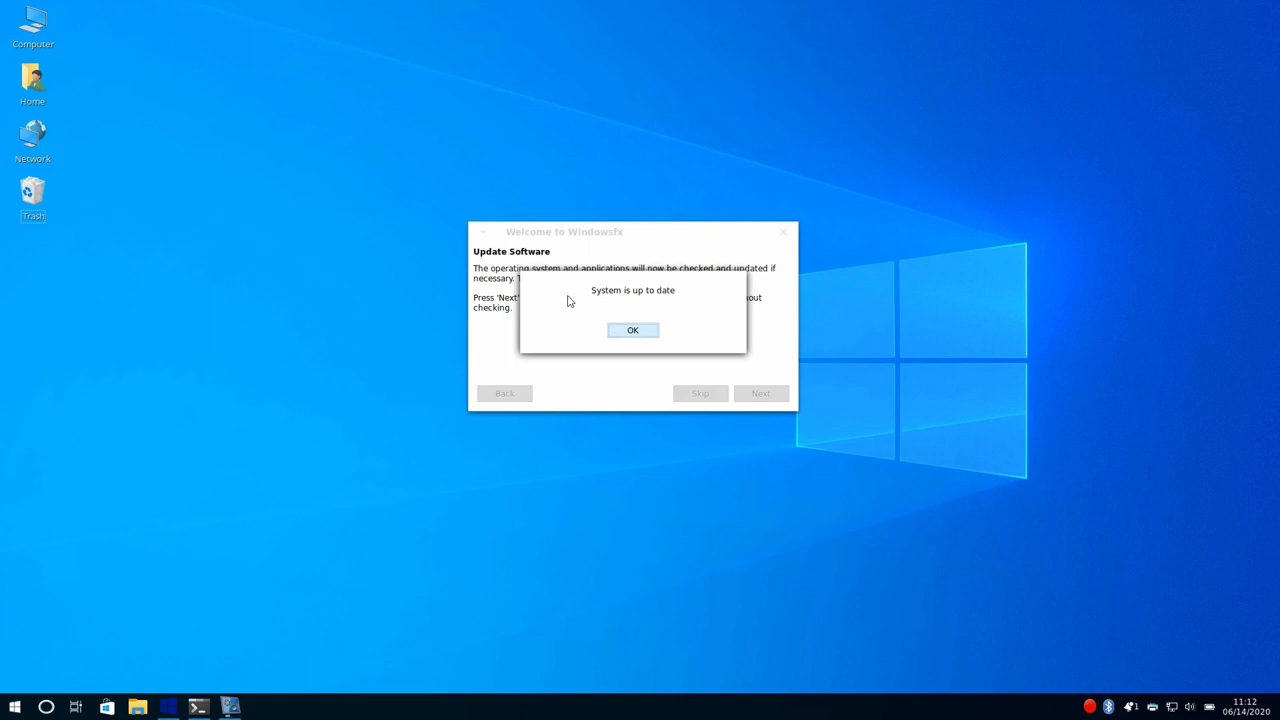 Computer
Home
Network
Trash
Welcome to Windowsfx
Update Software
The operating system and applications will now be checked and updated if
necessary.
Press 'Next'
checking.
System is up to date
OK
Back
Skip
Next
1
11:12
06/14/2020